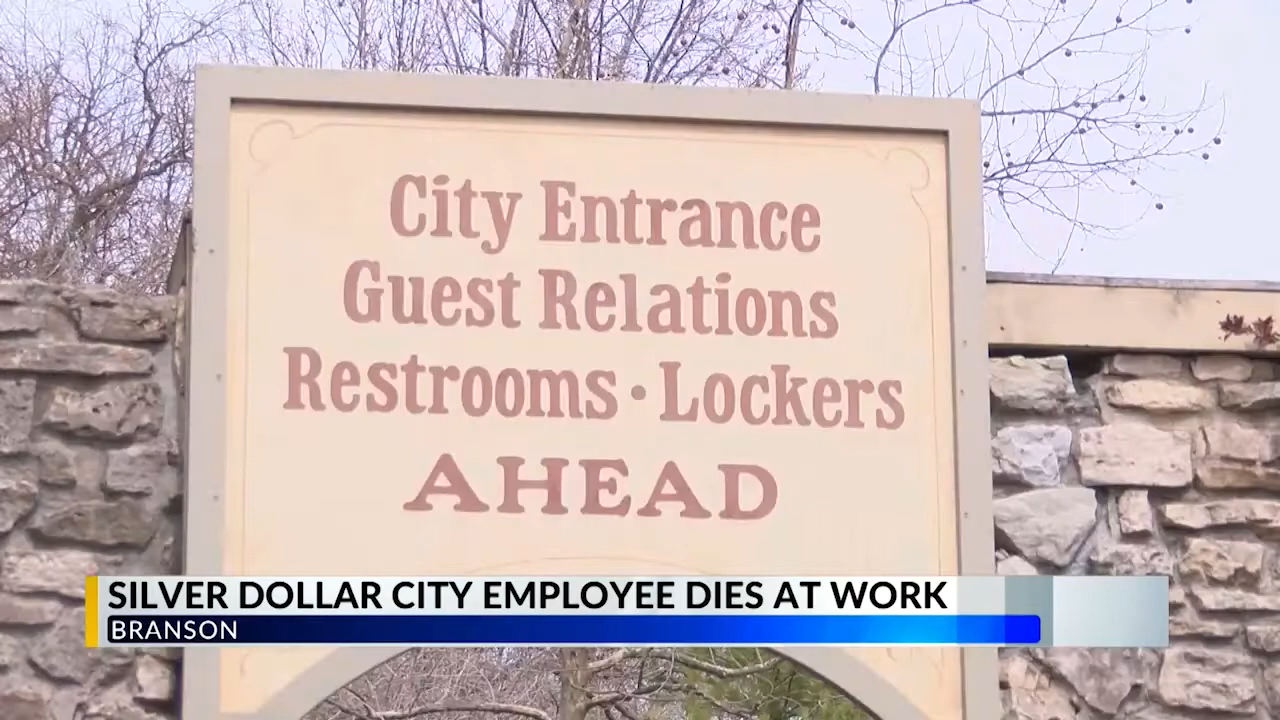 City Entrance
Guest Relations
Restrooms · Lockers
AHEAD
SILVER DOLLAR CITY EMPLOYEE DIES AT WORK
BRANSON